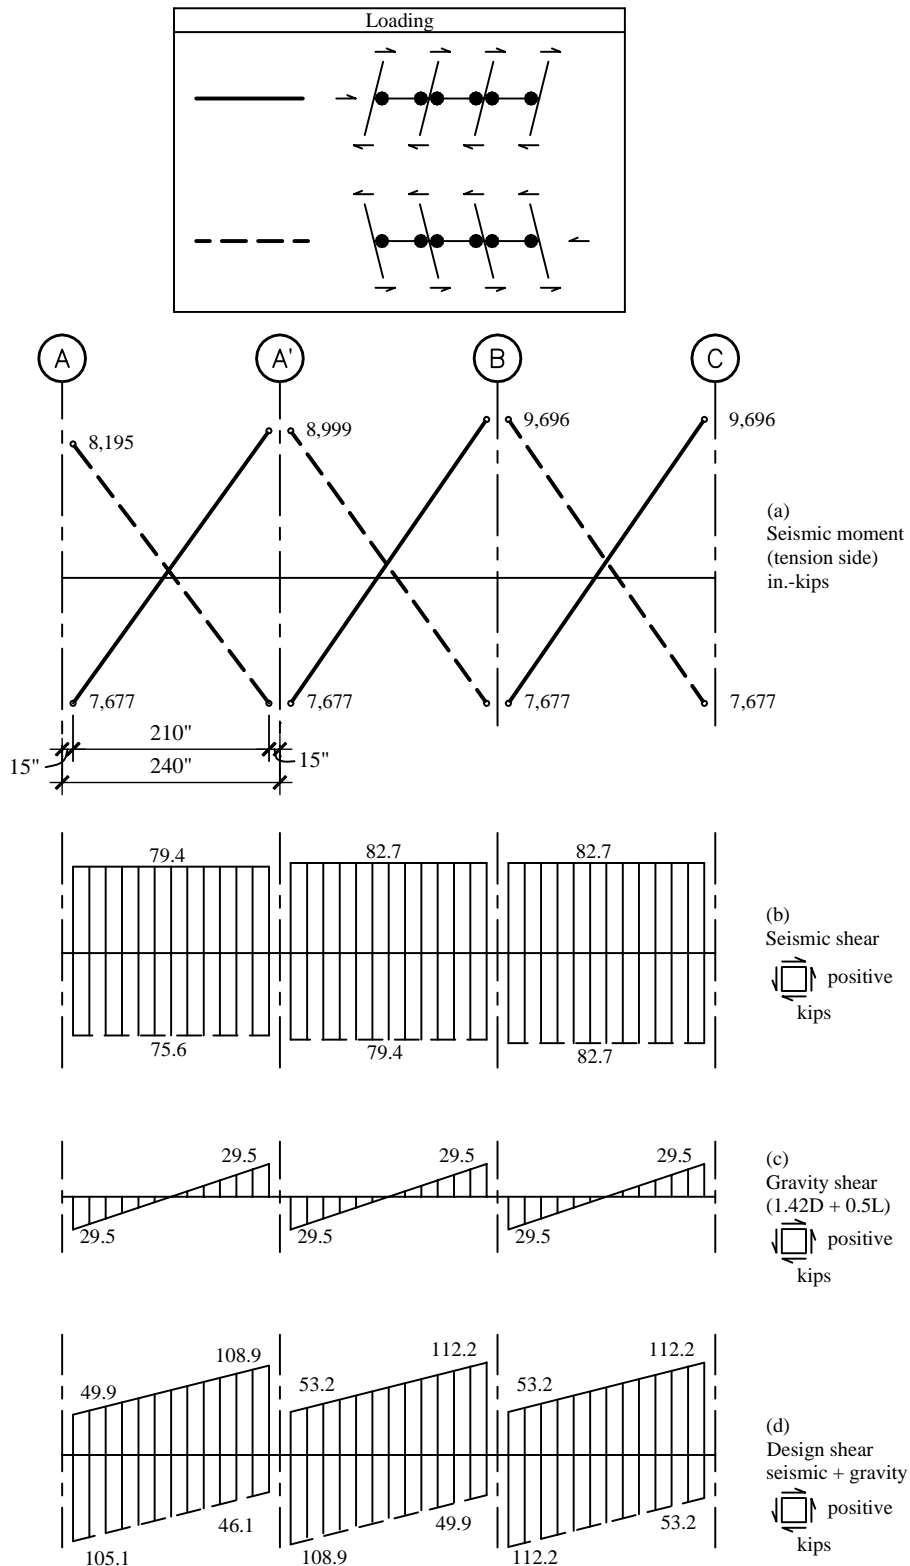 Loading
A A' B C
8,195 8,999 9,696 9,696
(a)
Seismic moment
(tension side)
in.-kips
7,677 7,677 7,677 7,677
210"
15" 15"
240"
79.4 82.7 82.7
(b)
Seismic shear
positive
kips
75.6 79.4 82.7
29.5 29.5 29.5
(c)
Gravity shear
(1.42D + 0.5L)
positive
kips
29.5 29.5 29.5
49.9 108.9 53.2 112.2 53.2 112.2
(d)
Design shear
seismic + gravity
positive
kips
105.1 46.1 108.9 49.9 112.2 53.2